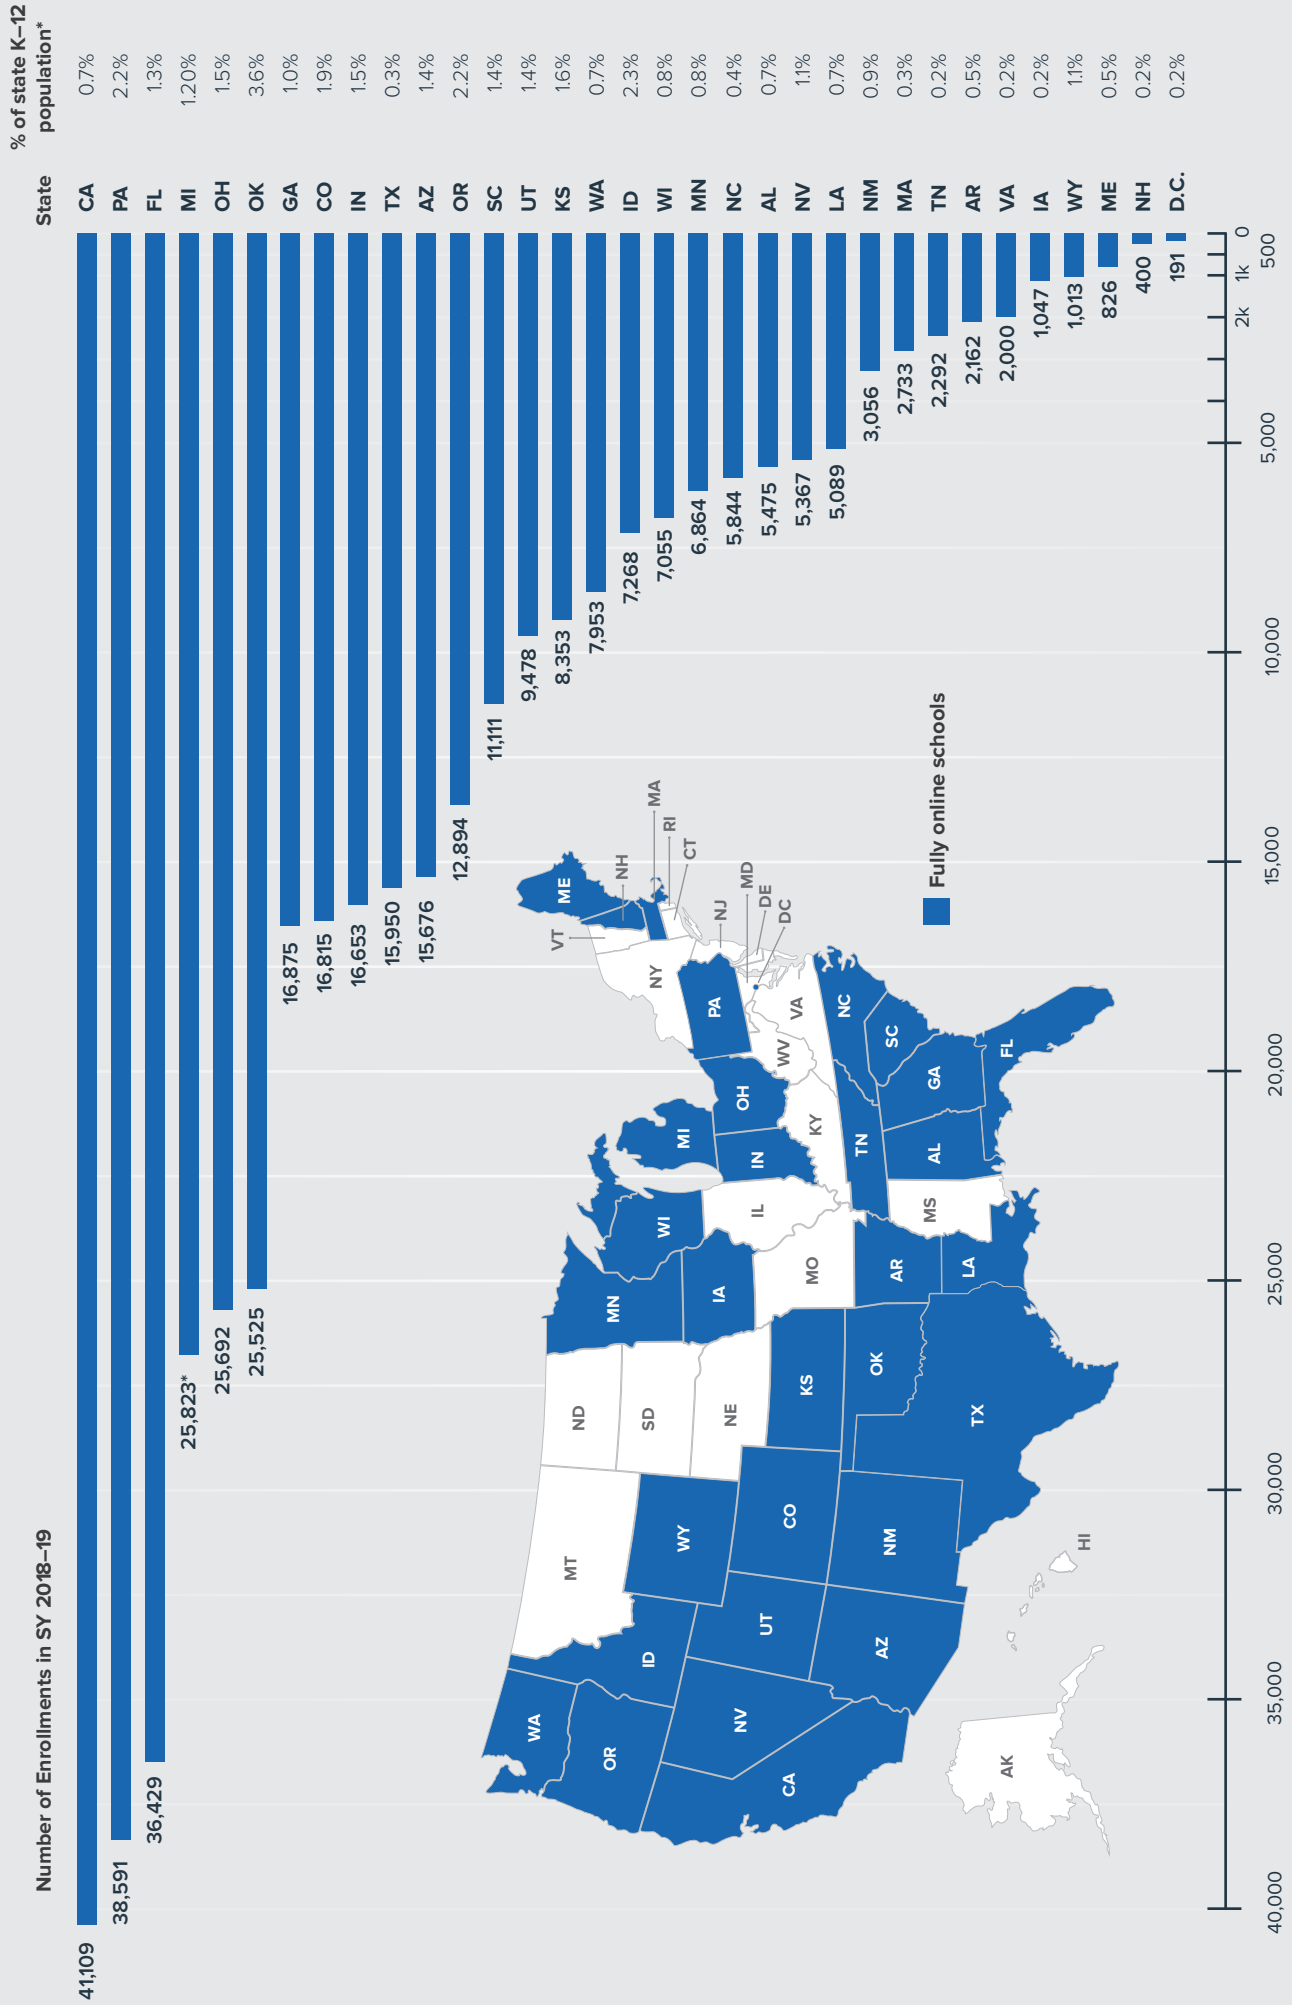 Number of Enrollments in SY 2018–19
State
% of state K–12
population*
41,109 CA 0.7%
38,591 PA 2.2%
36,429 FL 1.3%
25,823* MI 1.20%
25,692 OH 1.5%
25,525 OK 3.6%
16,875 GA 1.0%
16,815 CO 1.9%
16,653 IN 1.5%
15,950 TX 0.3%
15,676 AZ 1.4%
12,894 OR 2.2%
11,111 SC 1.4%
9,478 UT 1.4%
8,353 KS 1.6%
7,953 WA 0.7%
7,268 ID 2.3%
7,055 WI 0.8%
6,864 MN 0.8%
5,844 NC 0.4%
5,475 AL 0.7%
5,367 NV 1.1%
5,089 LA 0.7%
3,056 NM 0.9%
2,733 MA 0.3%
2,292 TN 0.2%
2,162 AR 0.5%
2,000 VA 0.2%
1,047 IA 0.2%
1,013 WY 1.1%
826 ME 0.5%
400 NH 0.2%
191 D.C. 0.2%
WA
OR
CA
NV
ID
MT
WY
UT
AZ
CO
NM
ND
SD
NE
KS
OK
TX
MN
IA
MO
AR
LA
WI
IL
MS
MI
IN
KY
TN
AL
OH
WV
GA
FL
SC
NC
VA
PA
NY
VT
ME
NH
MA
RI
CT
NJ
MD
DE
DC
AK
HI
Fully online schools
40,000
35,000
30,000
25,000
20,000
15,000
10,000
5,000
2k
1k
500
0